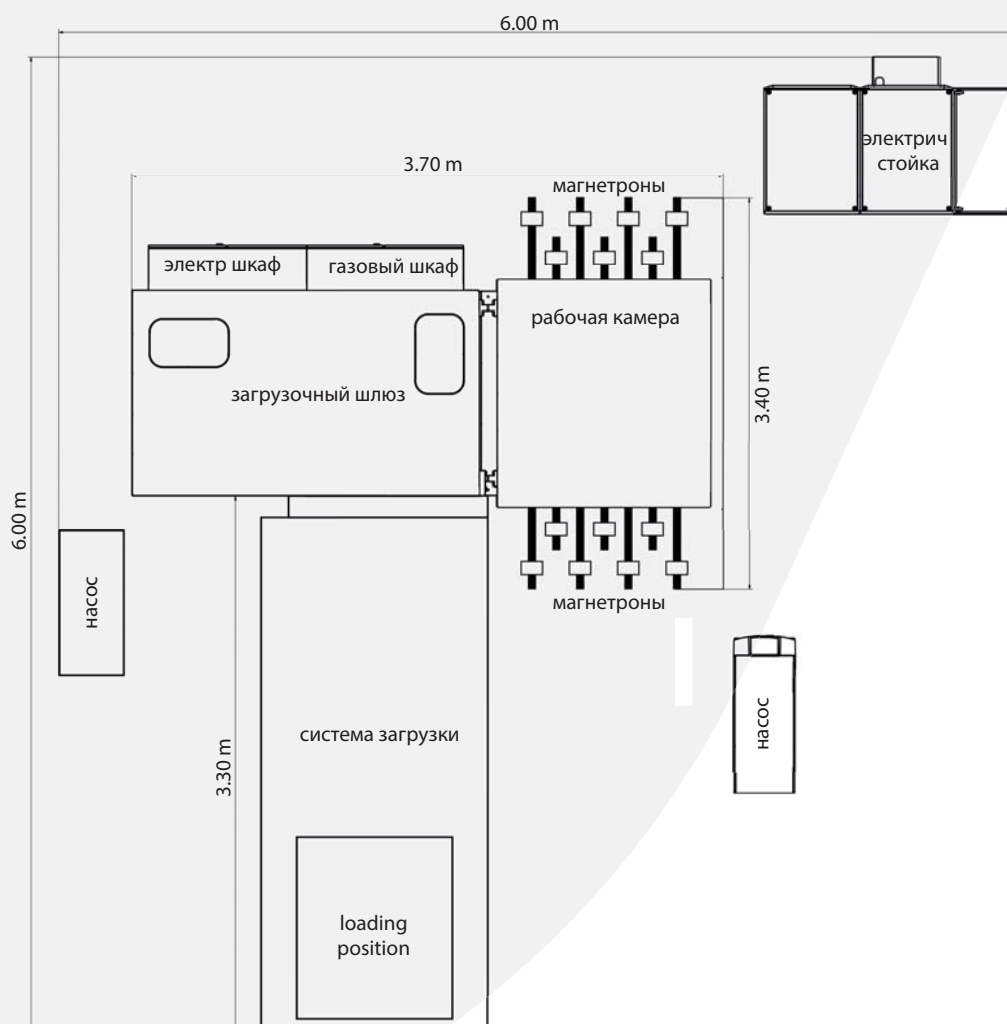 6.00 m
электрич
стойка
3.70 m
магнетроны
электр шкаф
газовый шкаф
рабочая камера
загрузочный шлюз
3.40 m
6.00 m
насос
магнетроны
насос
система загрузки
3.30 m
loading
position